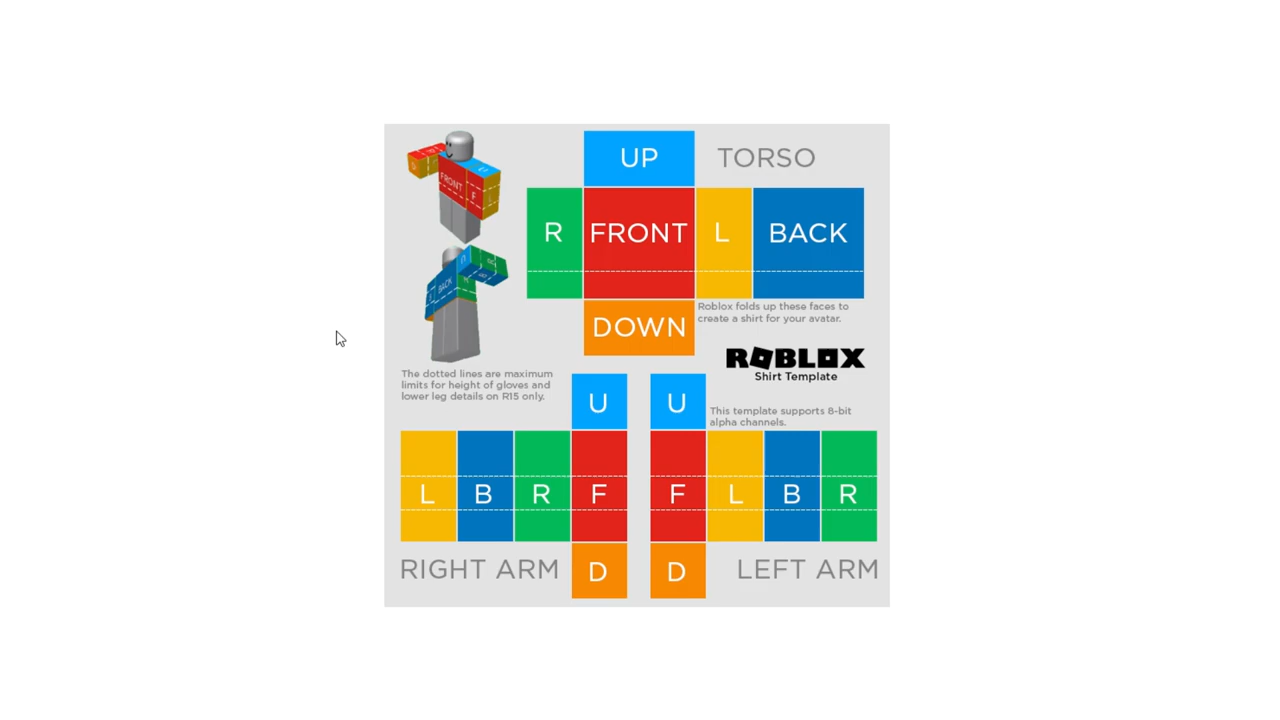 UP
TORSO
R
FRONT
L
BACK
DOWN
Roblox folds up these faces to
create a shirt for your avatar.
ROBLOX
Shirt Template
FRONT
F
L
U
D
BACK
The dotted lines are maximum
limits for height of gloves and
lower leg details on R15 only.
U
U
This template supports 8-bit
alpha channels.
L
B
R
F
F
L
B
R
RIGHT ARM
D
D
LEFT ARM